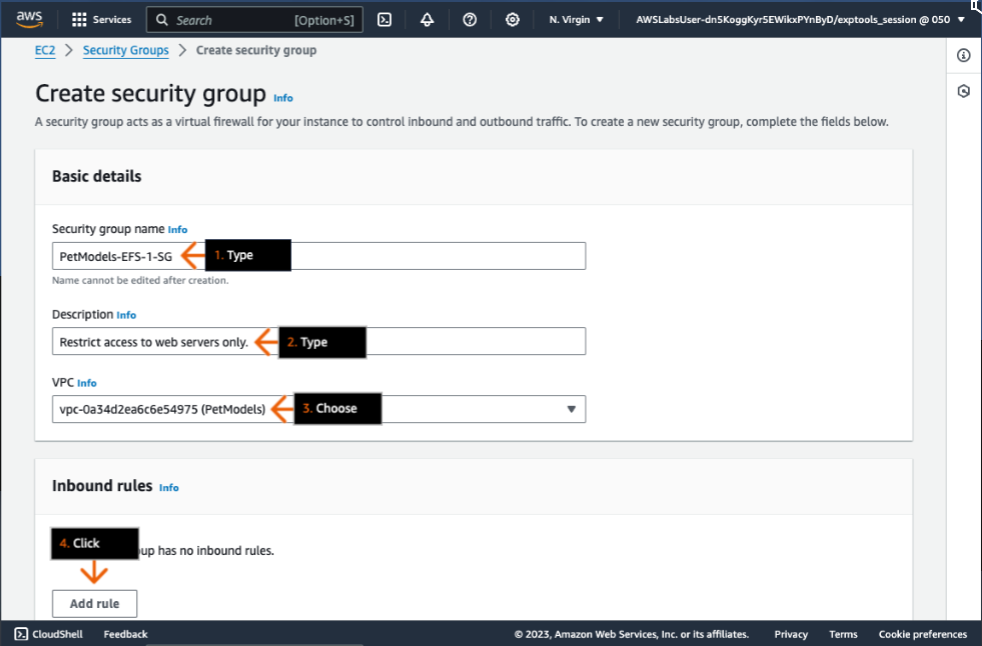 aws
Services
Search [Option+S]
N. Virgin
AWSLabsUser-dn5KoggKyr5EWikxPYnByD/exptools_session @ 050
EC2 > Security Groups > Create security group
Create security group Info
A security group acts as a virtual firewall for your instance to control inbound and outbound traffic. To create a new security group, complete the fields below.
Basic details
Security group name Info
PetModels-EFS-1-SG
1. Type
Name cannot be edited after creation.
Description Info
Restrict access to web servers only.
2. Type
VPC Info
vpc-0a34d2ea6c6e54975 (PetModels)
3. Choose
Inbound rules Info
4. Click
up has no inbound rules.
Add rule
CloudShell Feedback © 2023, Amazon Web Services, Inc. or its affiliates. Privacy Terms Cookie preferences